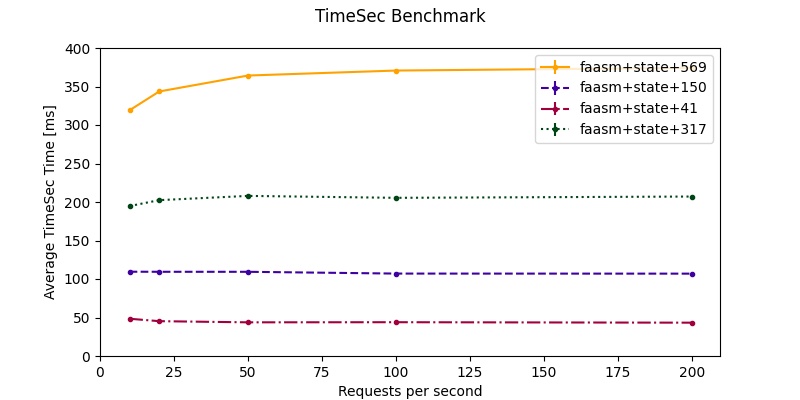 TimeSec Benchmark
400
350
300
250
200
150
100
50
0
Average TimeSec Time [ms]
faasm+state+569
faasm+state+150
faasm+state+41
faasm+state+317
0 25 50 75 100 125 150 175 200
Requests per second